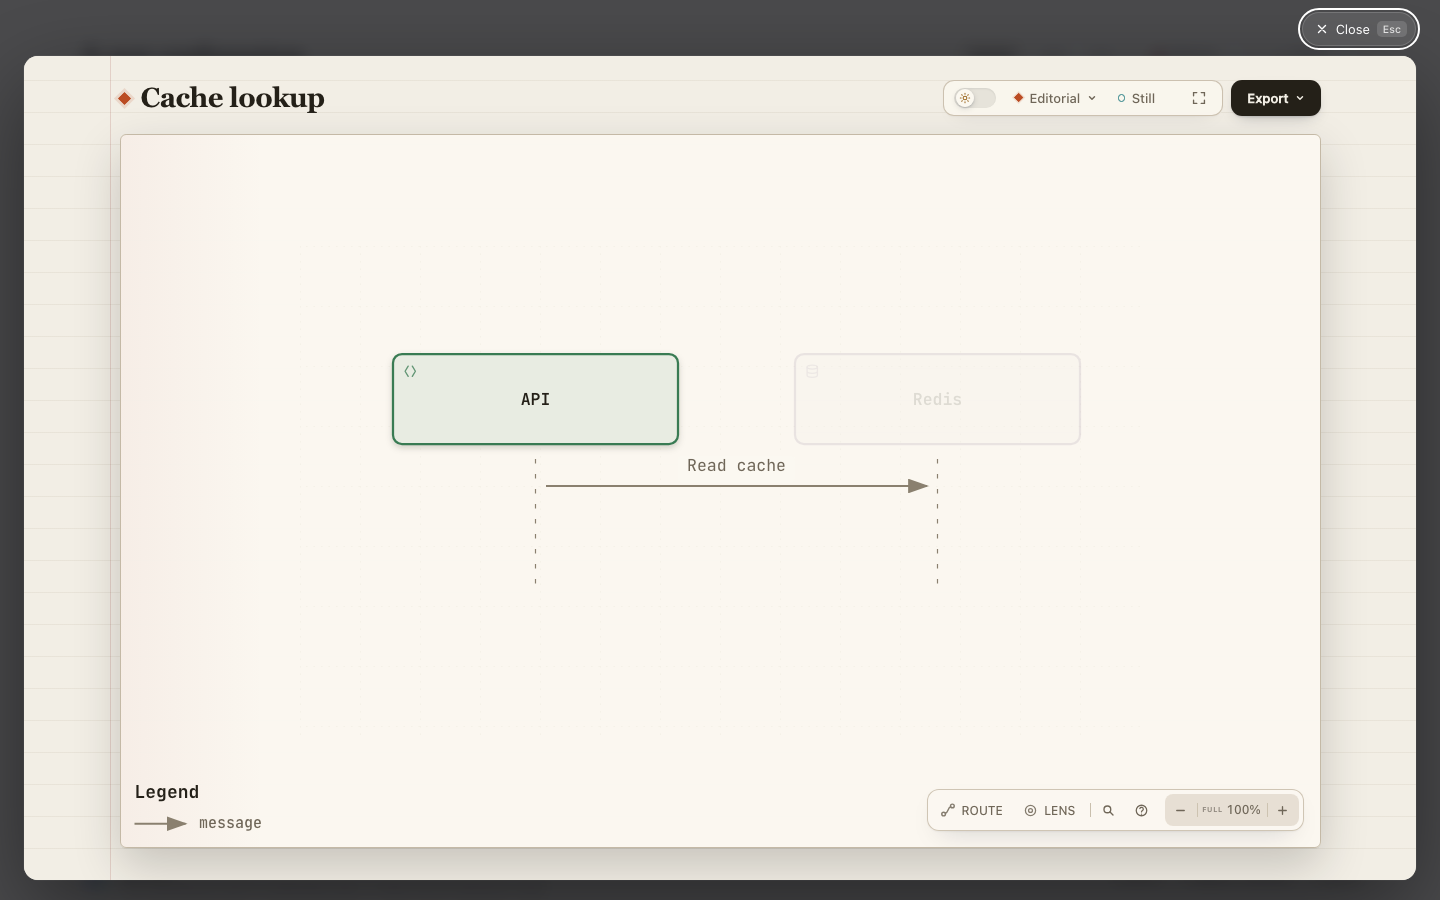 Close Esc
Cache lookup
Editorial
Still
Export
API
Redis
Read cache
Legend
message
ROUTE
LENS
FULL 100%